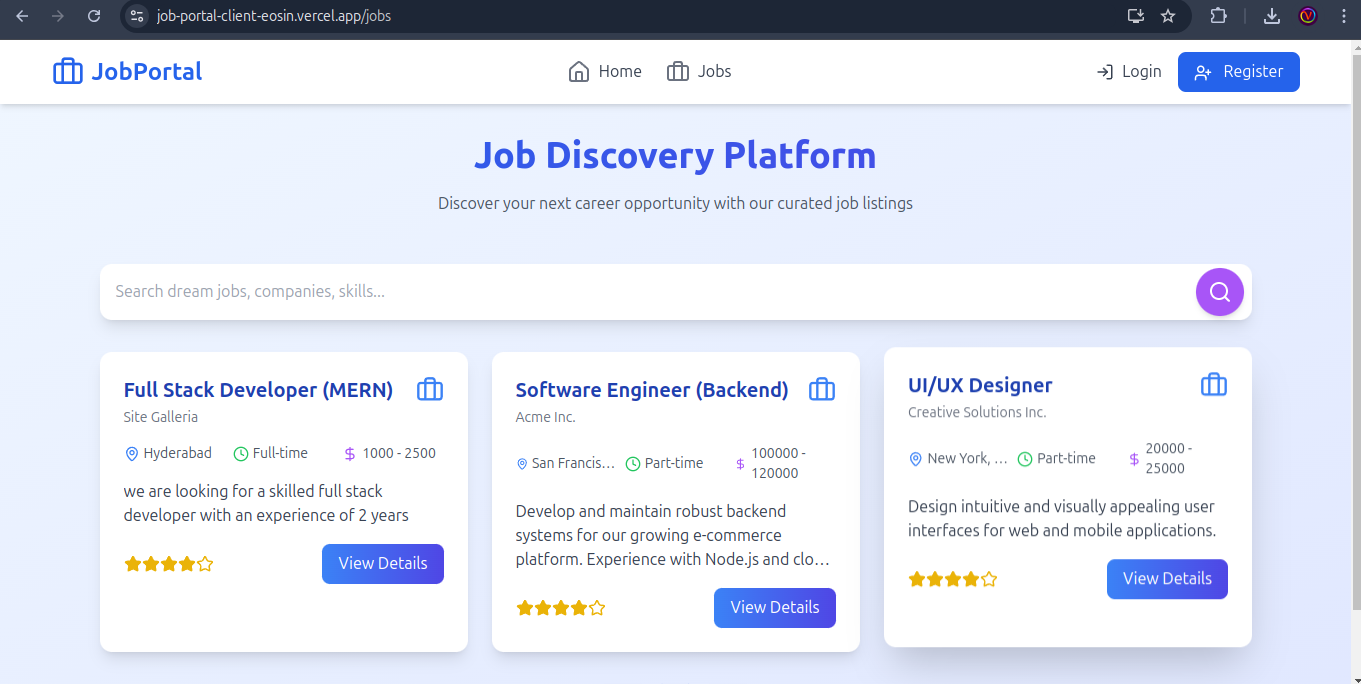 job-portal-client-eosin.vercel.app/jobs
JobPortal
Home
Jobs
Login
Register
Job Discovery Platform
Discover your next career opportunity with our curated job listings
Search dream jobs, companies, skills...
Full Stack Developer (MERN)
Site Galleria
Hyderabad
Full-time
$ 1000 - 2500
we are looking for a skilled full stack
developer with an experience of 2 years
View Details
Software Engineer (Backend)
Acme Inc.
San Francis...
Part-time
$ 100000 -
120000
Develop and maintain robust backend
systems for our growing e-commerce
platform. Experience with Node.js and clo...
View Details
UI/UX Designer
Creative Solutions Inc.
New York, ...
Part-time
$ 20000 -
25000
Design intuitive and visually appealing user
interfaces for web and mobile applications.
View Details